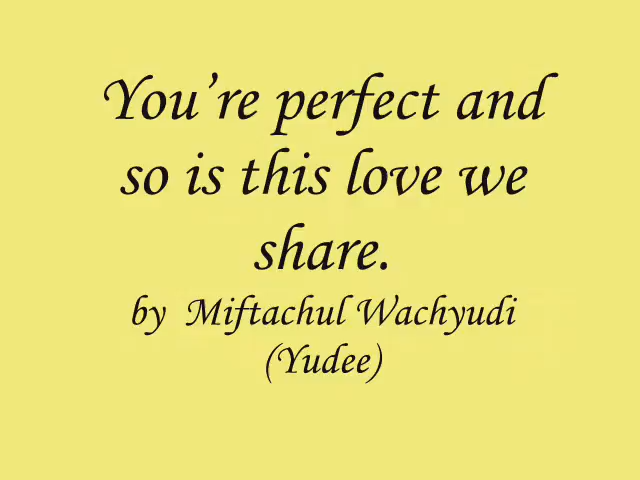 You’re perfect and
so is this love we
share.
by Miftachul Wachyudi
(Yudee)